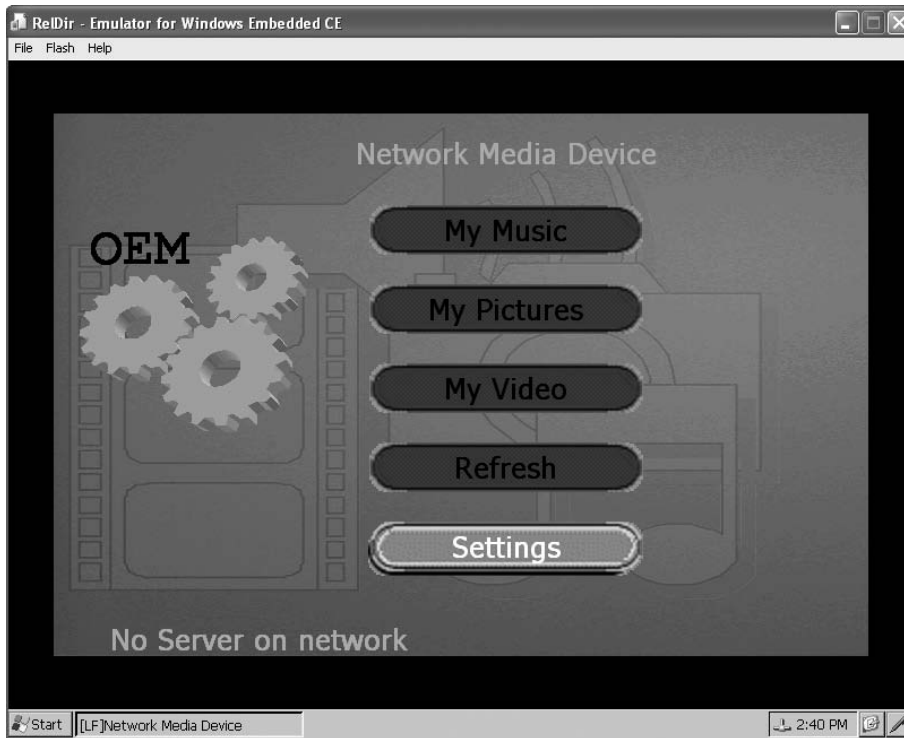 RelDir - Emulator for Windows Embedded CE
File Flash Help
Network Media Device
OEM
My Music
My Pictures
My Video
Refresh
Settings
No Server on network
Start [LF]Network Media Device 2:40 PM